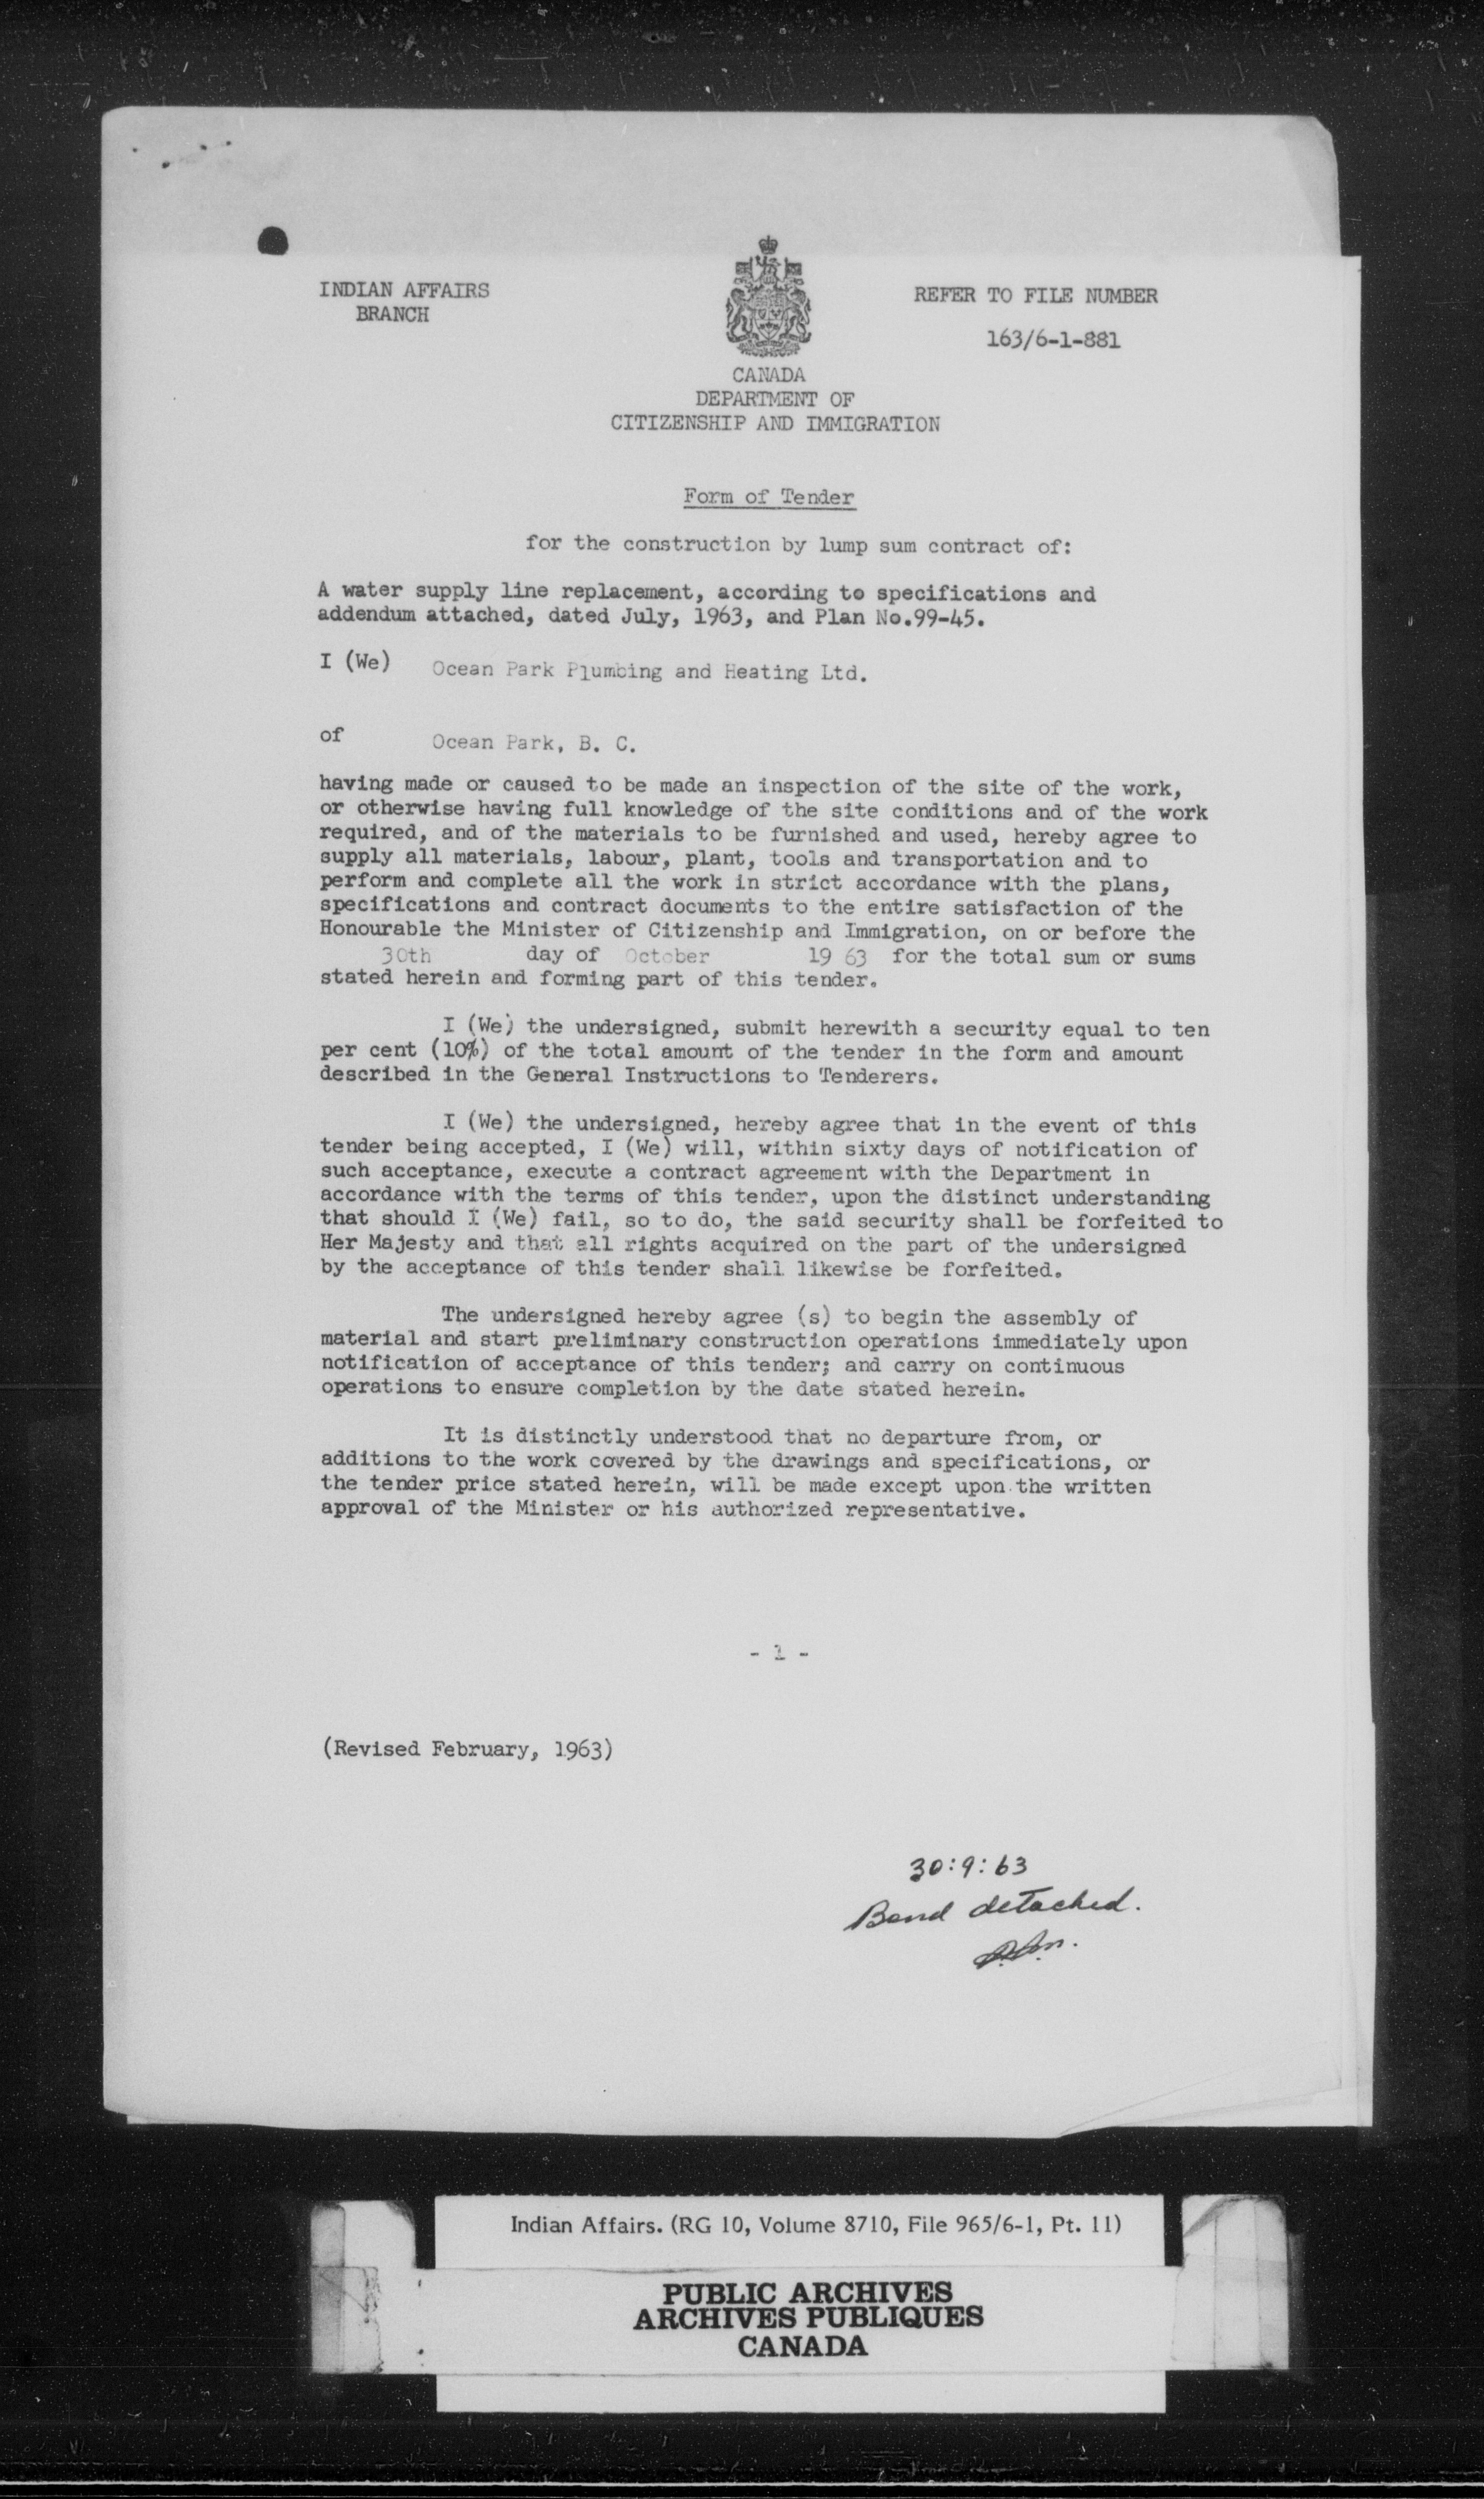 INDIAN AFFAIRS
BRANCH
REFER TO FILE NUMBER
163/6-1-881
CANADA
DEPARTMENT OF
CITIZENSHIP AND IMMIGRATION
Form of Tender
for the construction by lump sum contract of:
A water supply line replacement, according to specifications and
addendum attached, dated July, 1963, and Plan No.99-45.
I (We) Ocean Park Plumbing and Heating Ltd.
of Ocean Park, B. C.
having made or caused to be made an inspection of the site of the work,
or otherwise having full knowledge of the site conditions and of the work
required, and of the materials to be furnished and used, hereby agree to
supply all materials, labour, plant, tools and transportation and to
perform and complete all the work in strict accordance with the plans,
specifications and contract documents to the entire satisfaction of the
Honourable the Minister of Citizenship and Immigration, on or before the
30th day of October 19 63 for the total sum or sums
stated herein and forming part of this tender.
I (We) the undersigned, submit herewith a security equal to ten
per cent (10%) of the total amount of the tender in the form and amount
described in the General Instructions to Tenderers.
I (We) the undersigned, hereby agree that in the event of this
tender being accepted, I (We) will, within sixty days of notification of
such acceptance, execute a contract agreement with the Department in
accordance with the terms of this tender, upon the distinct understanding
that should I (We) fail, so to do, the said security shall be forfeited to
Her Majesty and that all rights acquired on the part of the undersigned
by the acceptance of this tender shall likewise be forfeited.
The undersigned hereby agree (s) to begin the assembly of
material and start preliminary construction operations immediately upon
notification of acceptance of this tender; and carry on continuous
operations to ensure completion by the date stated herein.
It is distinctly understood that no departure from, or
additions to the work covered by the drawings and specifications, or
the tender price stated herein, will be made except upon the written
approval of the Minister or his authorized representative.
- 1 -
(Revised February, 1963)
30:9:63
Bond detached.
Indian Affairs. (RG 10, Volume 8710, File 965/6-1, Pt. 11)
PUBLIC ARCHIVES
ARCHIVES PUBLIQUES
CANADA